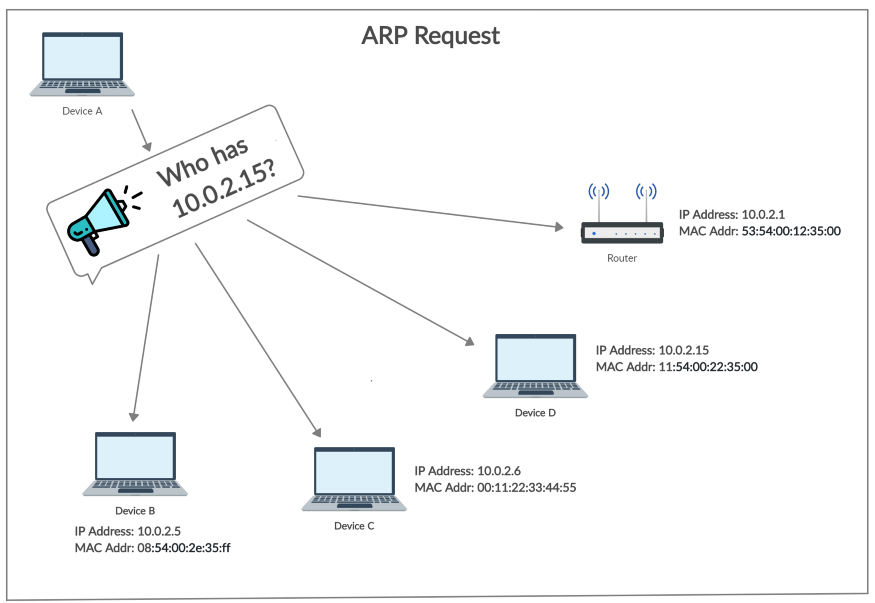 ARP Request
Device A
Who has
10.0.2.15?
IP Address: 10.0.2.1
MAC Addr: 53:54:00:12:35:00
Router
IP Address: 10.0.2.15
MAC Addr: 11:54:00:22:35:00
Device D
IP Address: 10.0.2.6
MAC Addr: 00:11:22:33:44:55
Device C
Device B
IP Address: 10.0.2.5
MAC Addr: 08:54:00:2e:35:ff